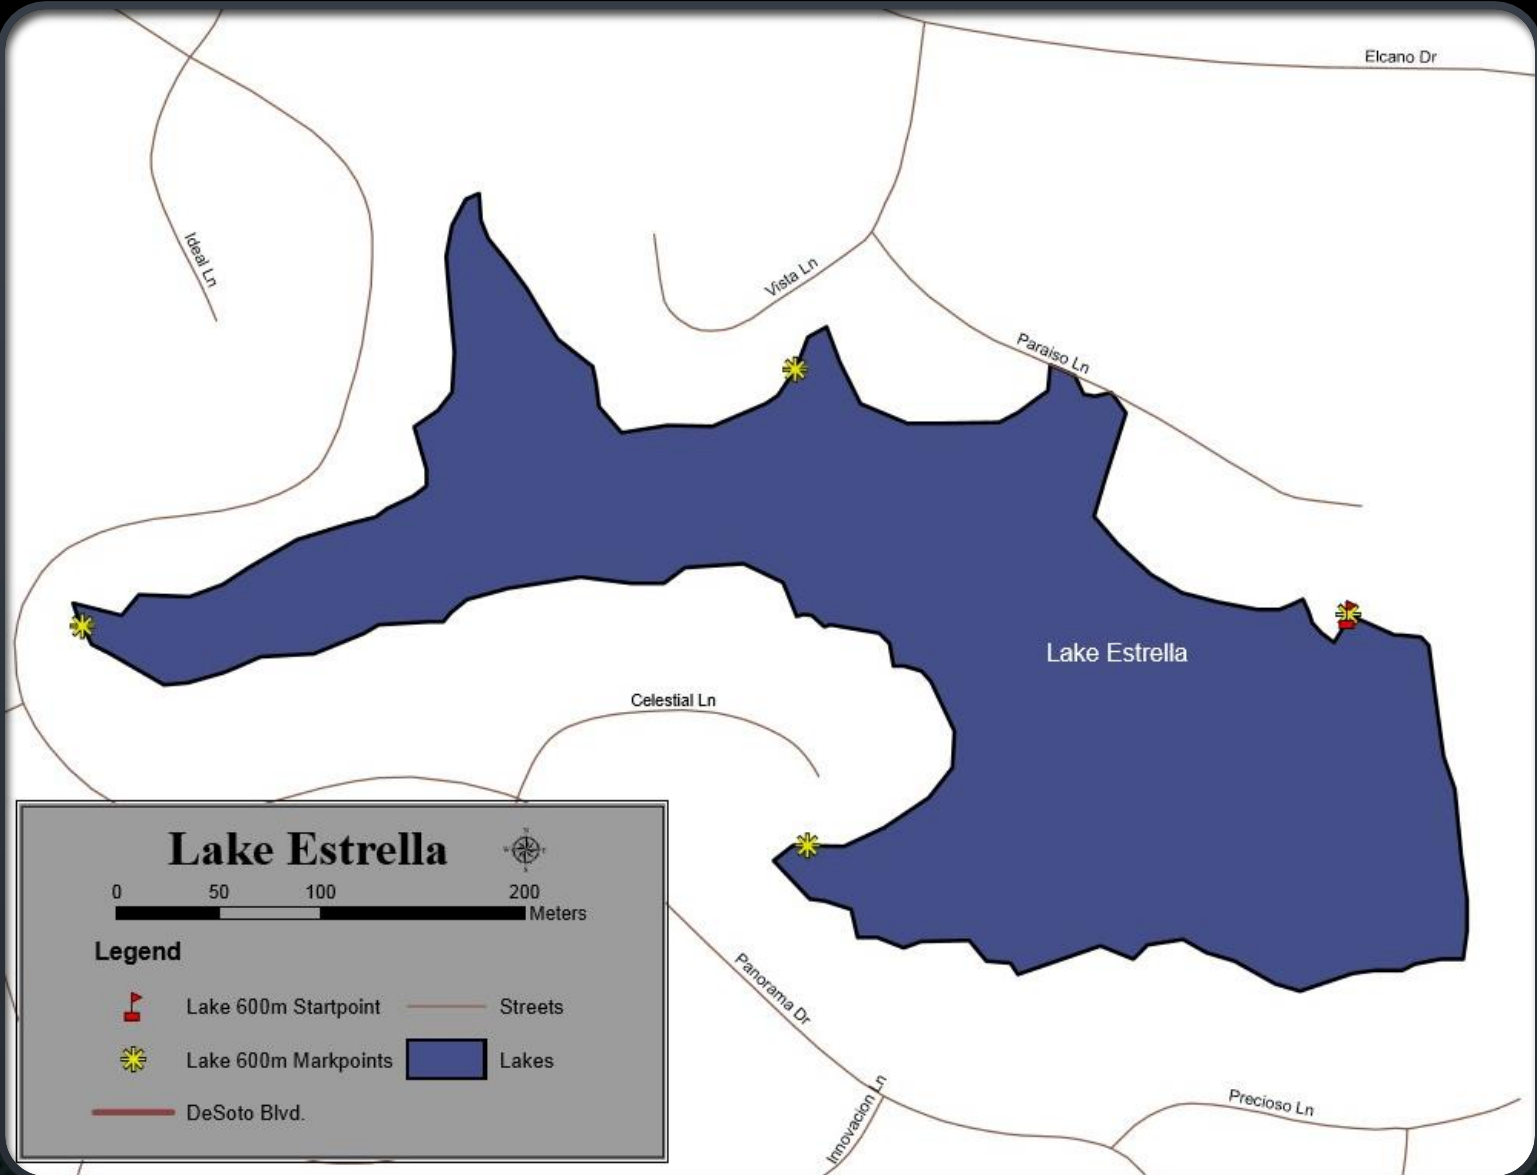 Elcano Dr
Ideal Ln
Vista Ln
Paraiso Ln
Lake Estrella
Celestial Ln
Lake Estrella
N
W E
S
0 50 100 200
Meters
Legend
Lake 600m Startpoint
Streets
Lake 600m Markpoints
Lakes
DeSoto Blvd.
Panorama Dr
Innovacion Ln
Precioso Ln